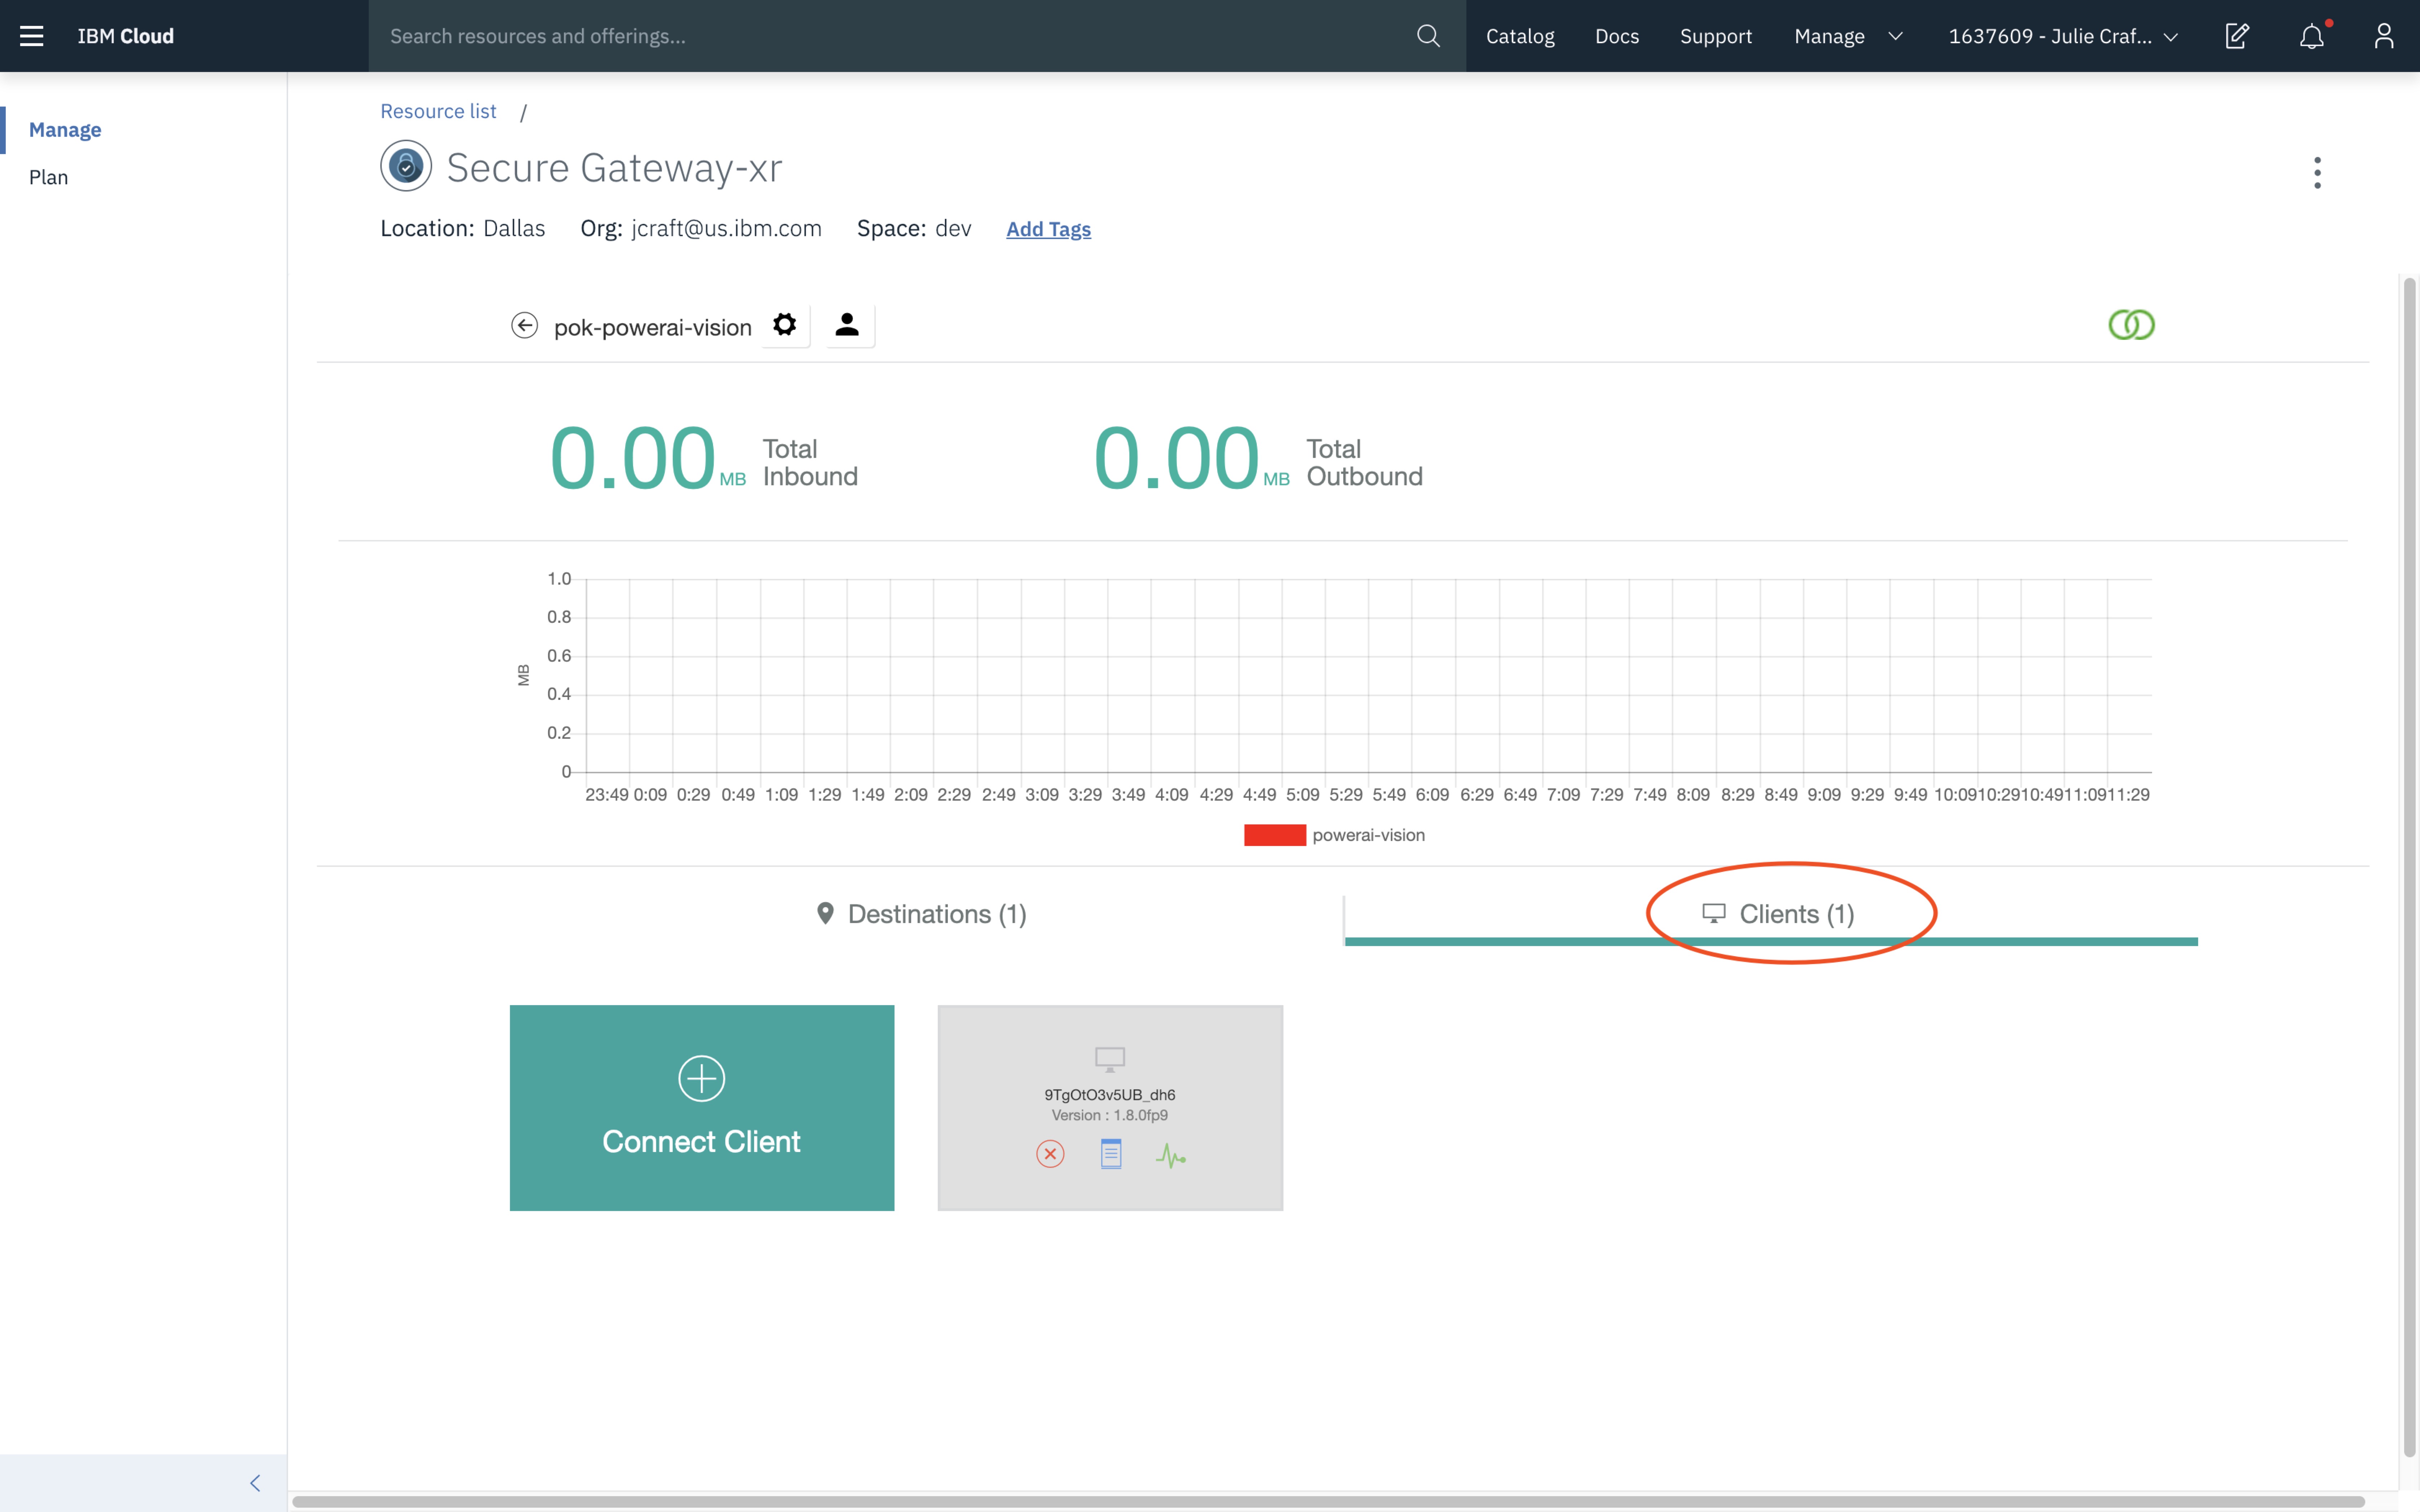 IBM Cloud
Search resources and offerings...
Catalog
Docs
Support
Manage
1637609 - Julie Craf...
Manage
Plan
Resource list /
Secure Gateway-xr
Location: Dallas Org: jcraft@us.ibm.com Space: dev Add Tags
pok-powerai-vision
0.00 MB Total Inbound
0.00 MB Total Outbound
1.0
0.8
0.6
0.4
0.2
0
MB
23:49 0:09 0:29 0:49 1:09 1:29 1:49 2:09 2:29 2:49 3:09 3:29 3:49 4:09 4:29 4:49 5:09 5:29 5:49 6:09 6:29 6:49 7:09 7:29 7:49 8:09 8:29 8:49 9:09 9:29 9:49 10:09 10:29 10:49 11:09 11:29
powerai-vision
Destinations (1)
Clients (1)
Connect Client
9TgOtO3v5UB_dh6
Version : 1.8.0fp9